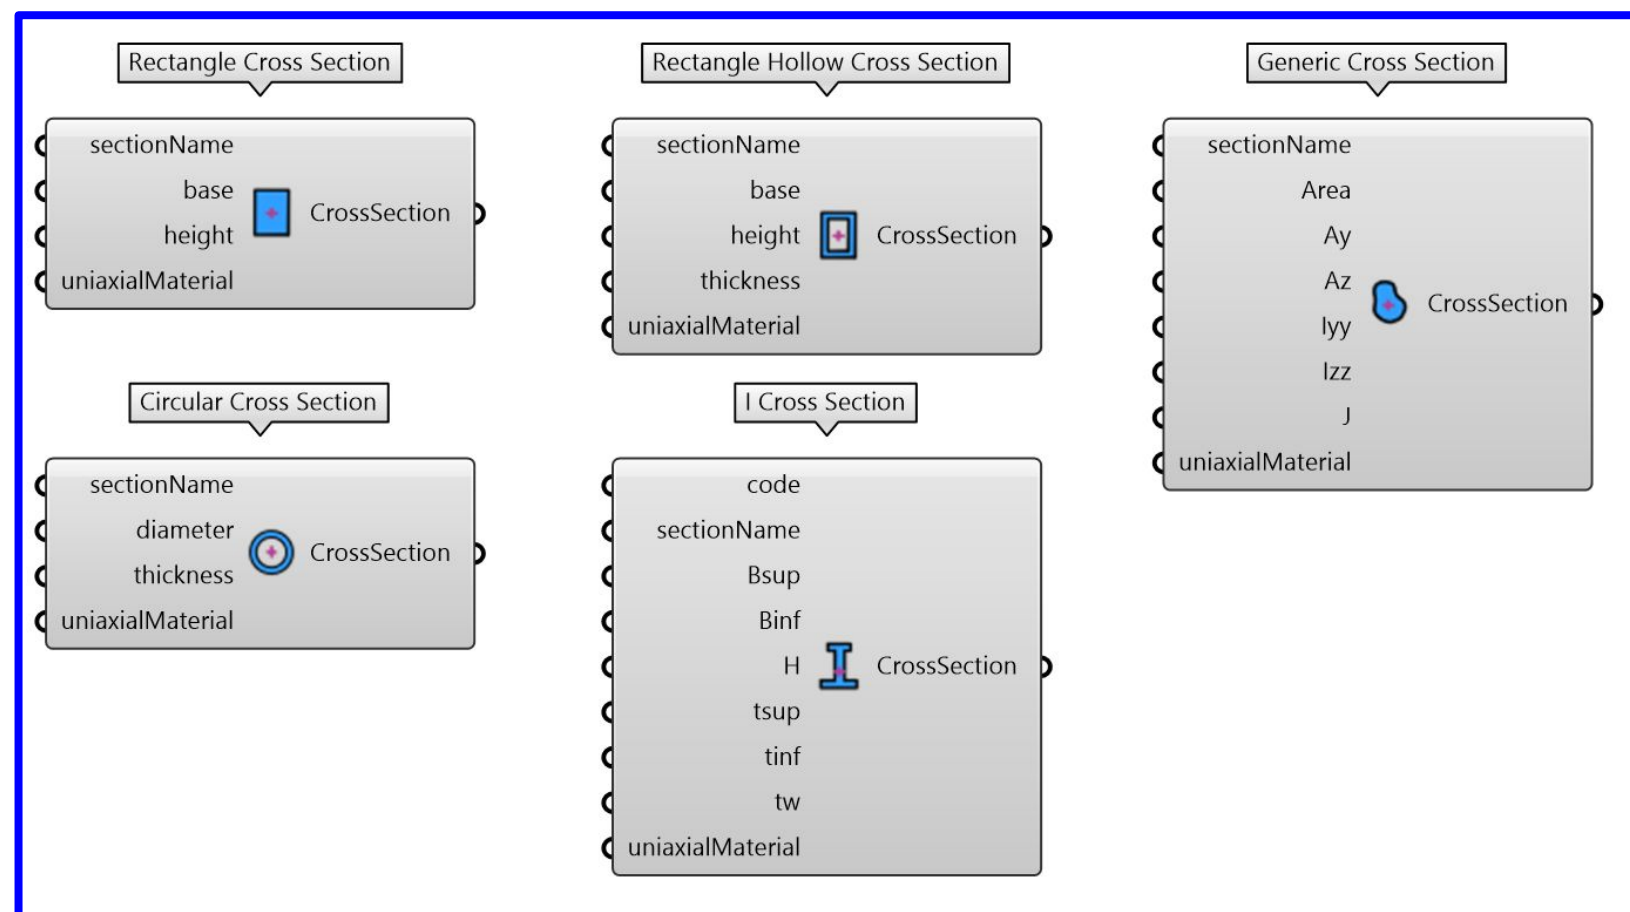 Rectangle Cross Section
sectionName
base
height
uniaxialMaterial
CrossSection
Circular Cross Section
sectionName
diameter
thickness
uniaxialMaterial
CrossSection
Rectangle Hollow Cross Section
sectionName
base
height
thickness
uniaxialMaterial
CrossSection
I Cross Section
code
sectionName
Bsup
Binf
H
tsup
tinf
tw
uniaxialMaterial
CrossSection
Generic Cross Section
sectionName
Area
Ay
Az
Iyy
Izz
J
uniaxialMaterial
CrossSection